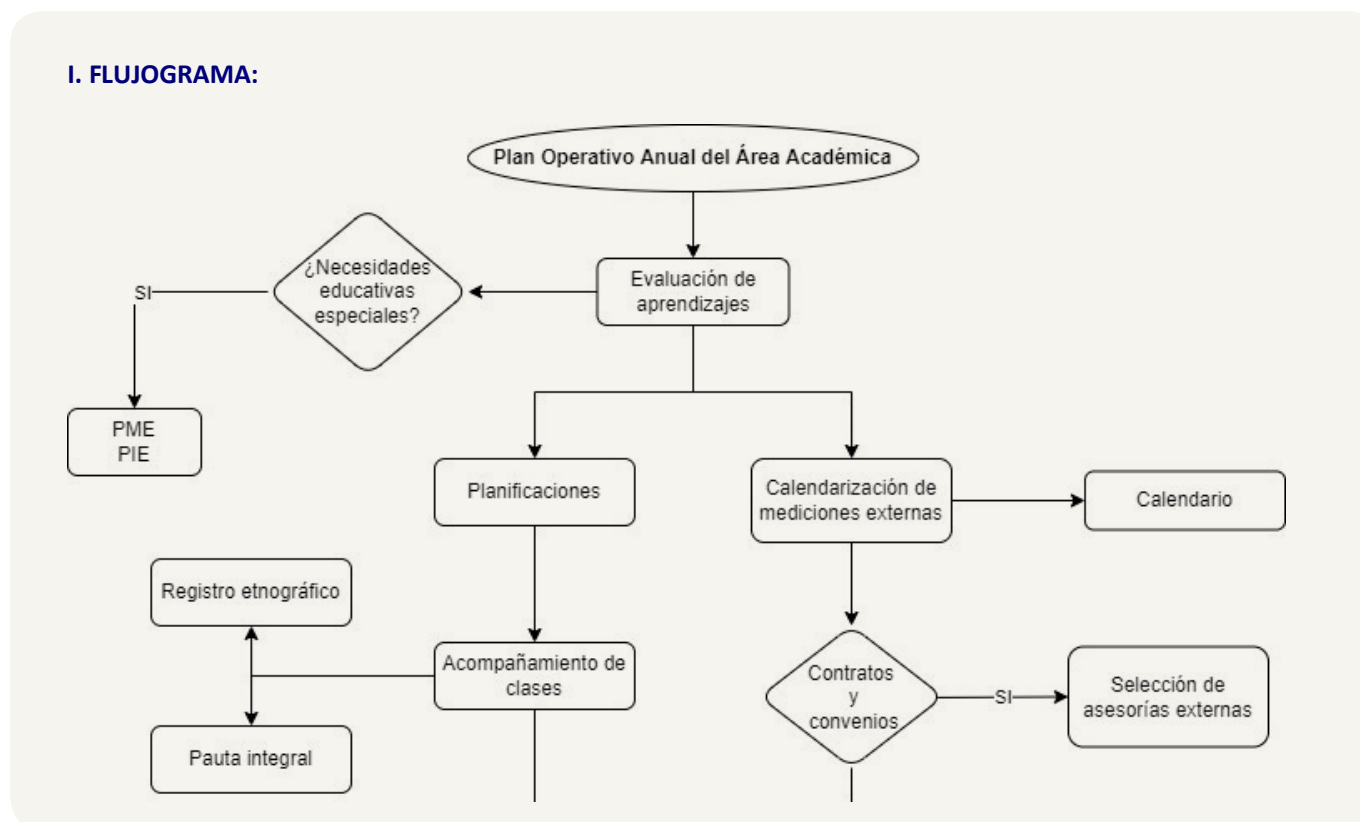 I. FLUJOGRAMA:
Plan Operativo Anual del Área Académica
¿Necesidades
educativas
especiales?
Evaluación de
aprendizajes
SI
PME
PIE
Planificaciones
Calendarización de
mediciones externas
Calendario
Registro etnográfico
Acompañamiento de
clases
Contratos
y
convenios
SI
Selección de
asesorías externas
Pauta integral